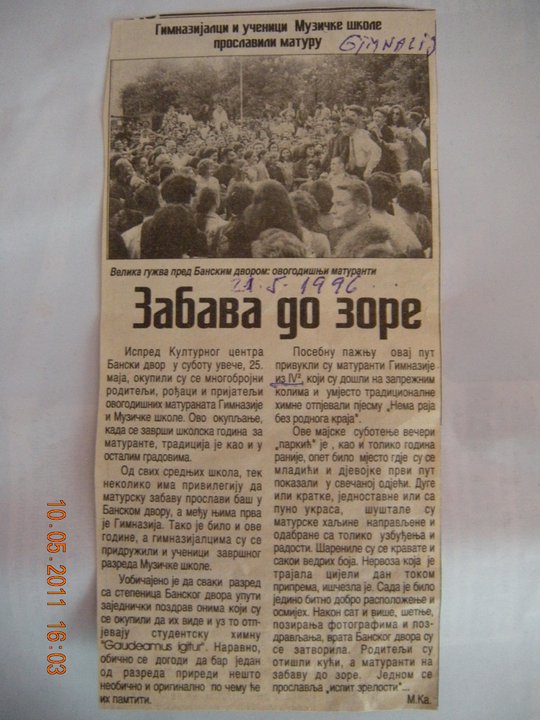 Гимназијалци и ученици Музичке школе
прославили матуру
GIMNALIS
Велика гужва пред Банским двором: овогодишњи матуранти
21.5.1996...
Забава до зоре
Испред Културног центра
Бански двор у суботу увече, 25.
маја, окупили су се многобројни
родитељи, рођаци и пријатељи
овогодишних матураната Гимназије
и Музичке школе. Ово окупљање,
када се заврши школска година за
матуранте, традиција је као и у
осталим градовима.
Од свих средњих школа, тек
неколико има привилегију да
матурску забаву прослави баш у
Банском двору, а међу њима прва
је Гимназија. Тако је било и ове
године, а гимназијалцима су се
придружили и ученици завршног
разреда Музичке школе.
Уобичајено је да сваки разред
са степеница Банског двора упути
заједнички поздрав онима који су
се окупили да их виде и уз то от-
пјевају студентску химну
"Gaudeamus igitur". Наравно,
обично се догоди да бар један
од разреда приреди нешто
необично и оригинално по чему ће
их памтити.
Посебну пажњу овај пут
привукли су матуранти Гимназије
из IV², који су дошли на запрежним
колима и умјесто традиционалне
химне отпјевали пјесму „Нема раја
без роднога краја".
Ове мајске суботење вечери
„паркић" је , као и толико година
раније, опет било мјесто гдје су се
младићи и дјевојке први пут
показали у свечаној одјећи. Дуге
или кратке, једноставне или са
пуно украса, шуштале су
матурске хаљине направљене и
одабране са толико узбуђења и
радости. Шарениле су се кравате и
сакои ведрих боја. Нервоза која је
трајала цијели дан током
припрема, ишчезла је. Сада је било
једино битно добро расположење и
осмијех. Након сат и више, шетње,
позирања фотографима и поз-
дрављања, врата Банског двора су
се затворила. Родитељи су
отишли кући, а матуранти на
забаву до зоре. Једном се
прославља „испит зрелости"...
М.Ка.
10.05.2011 16:03